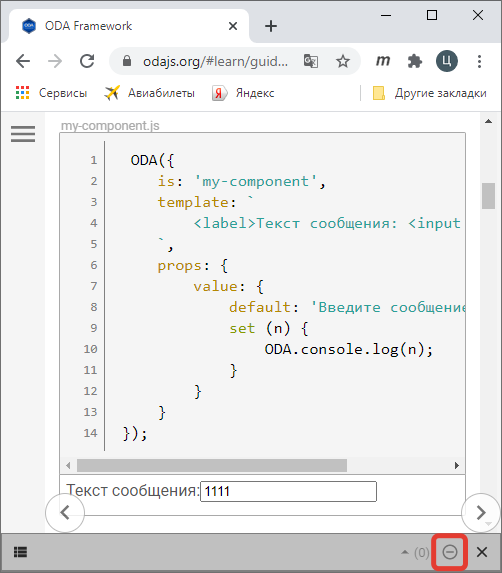 ODA Framework
odajs.org/#learn/guid...
m
Ц
Сервисы
Авиабилеты
Яндекс
Другие закладки
my-component.js
1 ODA({
2 is: 'my-component',
3 template: `
4 <label>Текст сообщения: <input
5 `,
6 props: {
7 value: {
8 default: 'Введите сообщение
9 set (n) {
10 ODA.console.log(n);
11 }
12 }
13 }
14 });
Текст сообщения: 1111
(0)